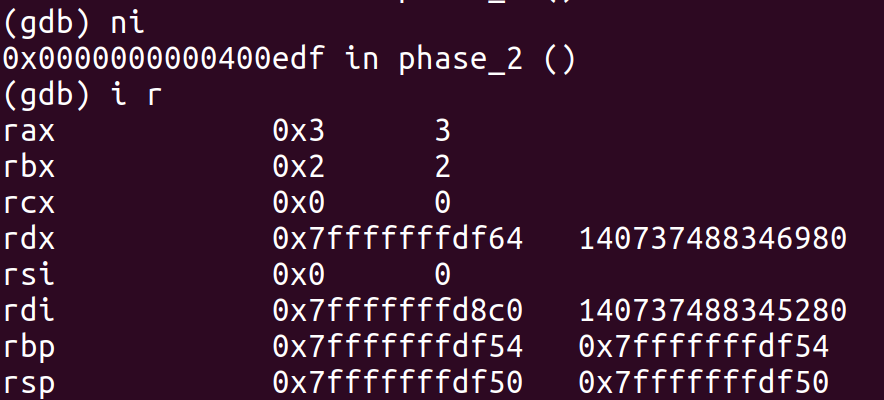 (gdb) ni
0x0000000000400edf in phase_2 ()
(gdb) i r
rax 0x3 3
rbx 0x2 2
rcx 0x0 0
rdx 0x7fffffffdf64 140737488346980
rsi 0x0 0
rdi 0x7fffffffd8c0 140737488345280
rbp 0x7fffffffdf54 0x7fffffffdf54
rsp 0x7fffffffdf50 0x7fffffffdf50